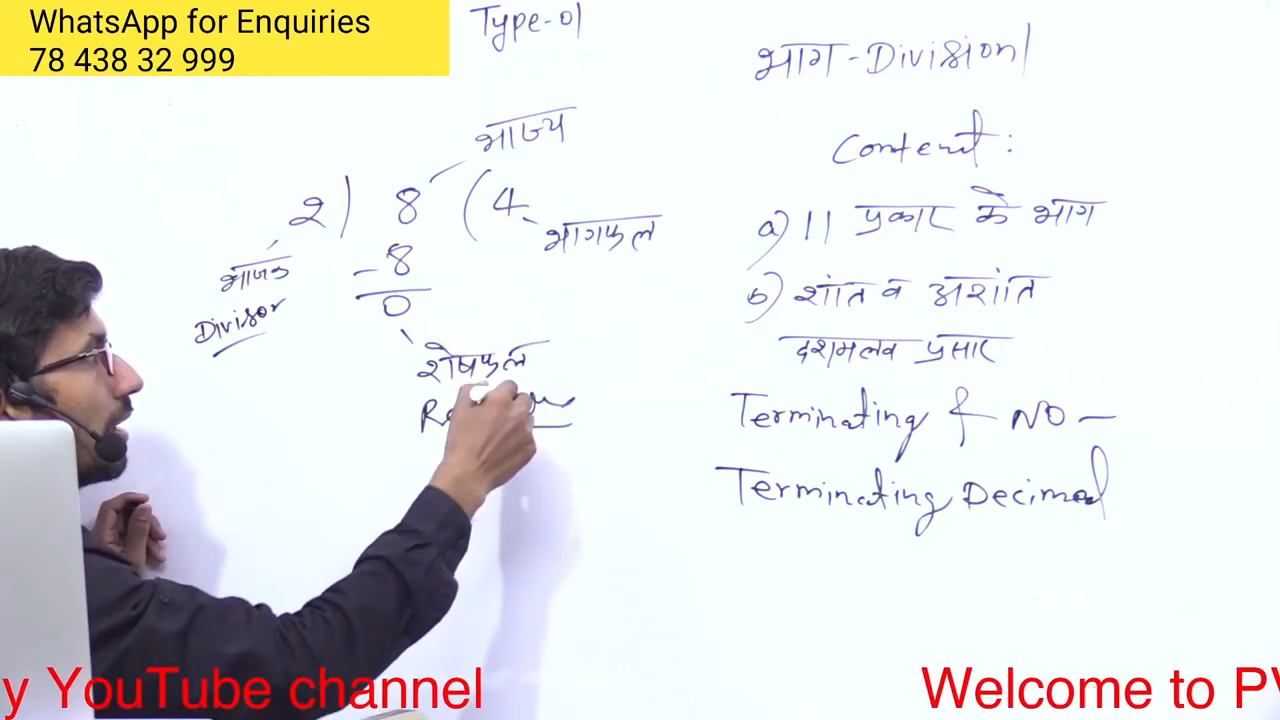 WhatsApp for Enquiries
78 438 32 999
Type-01
भाग-Division
भाज्य
Content:
2) 8 (4
a) 11 प्रकार के भाग
भागफल
भाजक
-8
Divisor
0
b) शांत व अशांत
दशमलव प्रसार
शेषफल
Terminating & NO-
Terminating Decimal
y YouTube channel
Welcome to PV